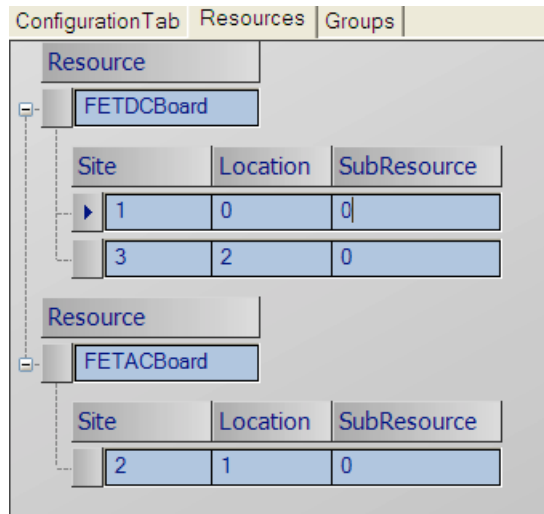 ConfigurationTab Resources Groups
Resource
FETDCBoard
Site Location SubResource
1 0 0
3 2 0
Resource
FETACBoard
Site Location SubResource
2 1 0